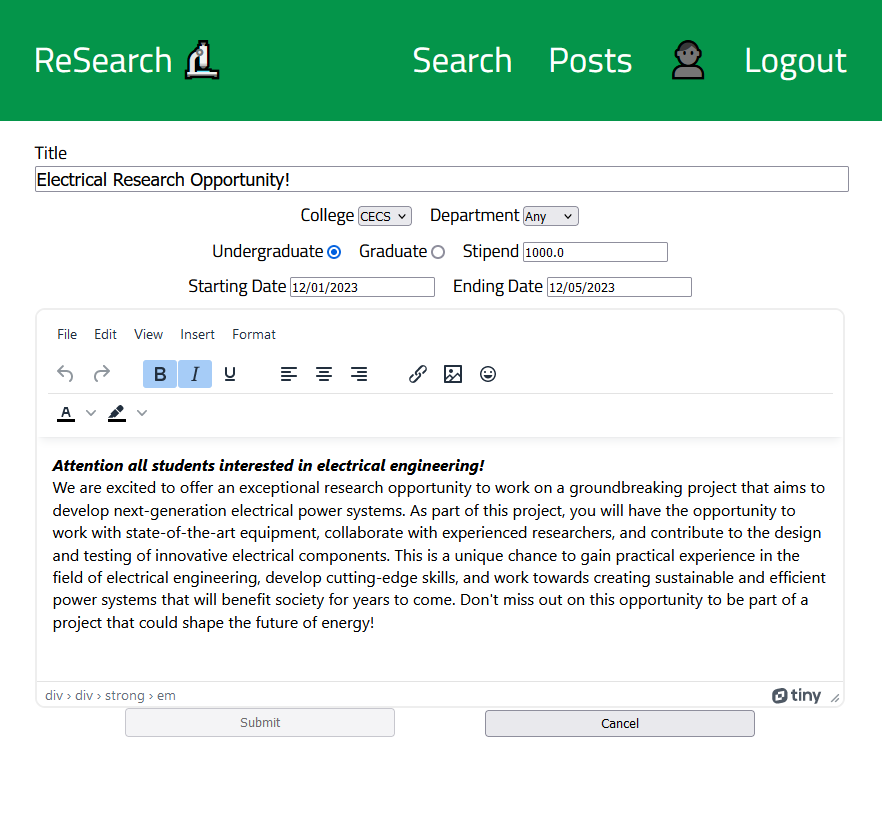 ReSearch Search Posts Logout
Title
Electrical Research Opportunity!
College CECS Department Any
Undergraduate Graduate Stipend 1000.0
Starting Date 12/01/2023 Ending Date 12/05/2023
File Edit View Insert Format
B I U
A
Attention all students interested in electrical engineering!
We are excited to offer an exceptional research opportunity to work on a groundbreaking project that aims to
develop next-generation electrical power systems. As part of this project, you will have the opportunity to
work with state-of-the-art equipment, collaborate with experienced researchers, and contribute to the design
and testing of innovative electrical components. This is a unique chance to gain practical experience in the
field of electrical engineering, develop cutting-edge skills, and work towards creating sustainable and efficient
power systems that will benefit society for years to come. Don't miss out on this opportunity to be part of a
project that could shape the future of energy!
div › div › strong › em tiny
Submit Cancel